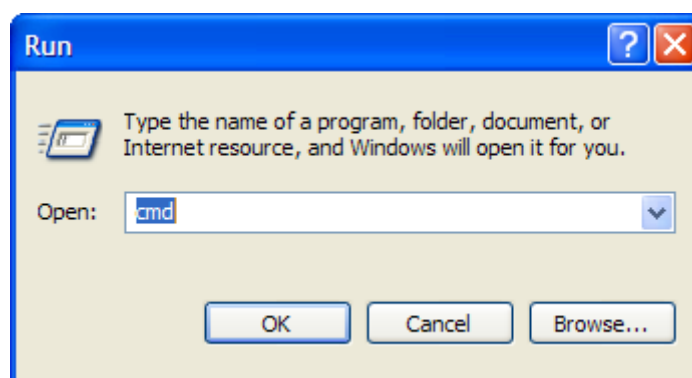 Run
Type the name of a program, folder, document, or
Internet resource, and Windows will open it for you.
Open: cmd
OK Cancel Browse...